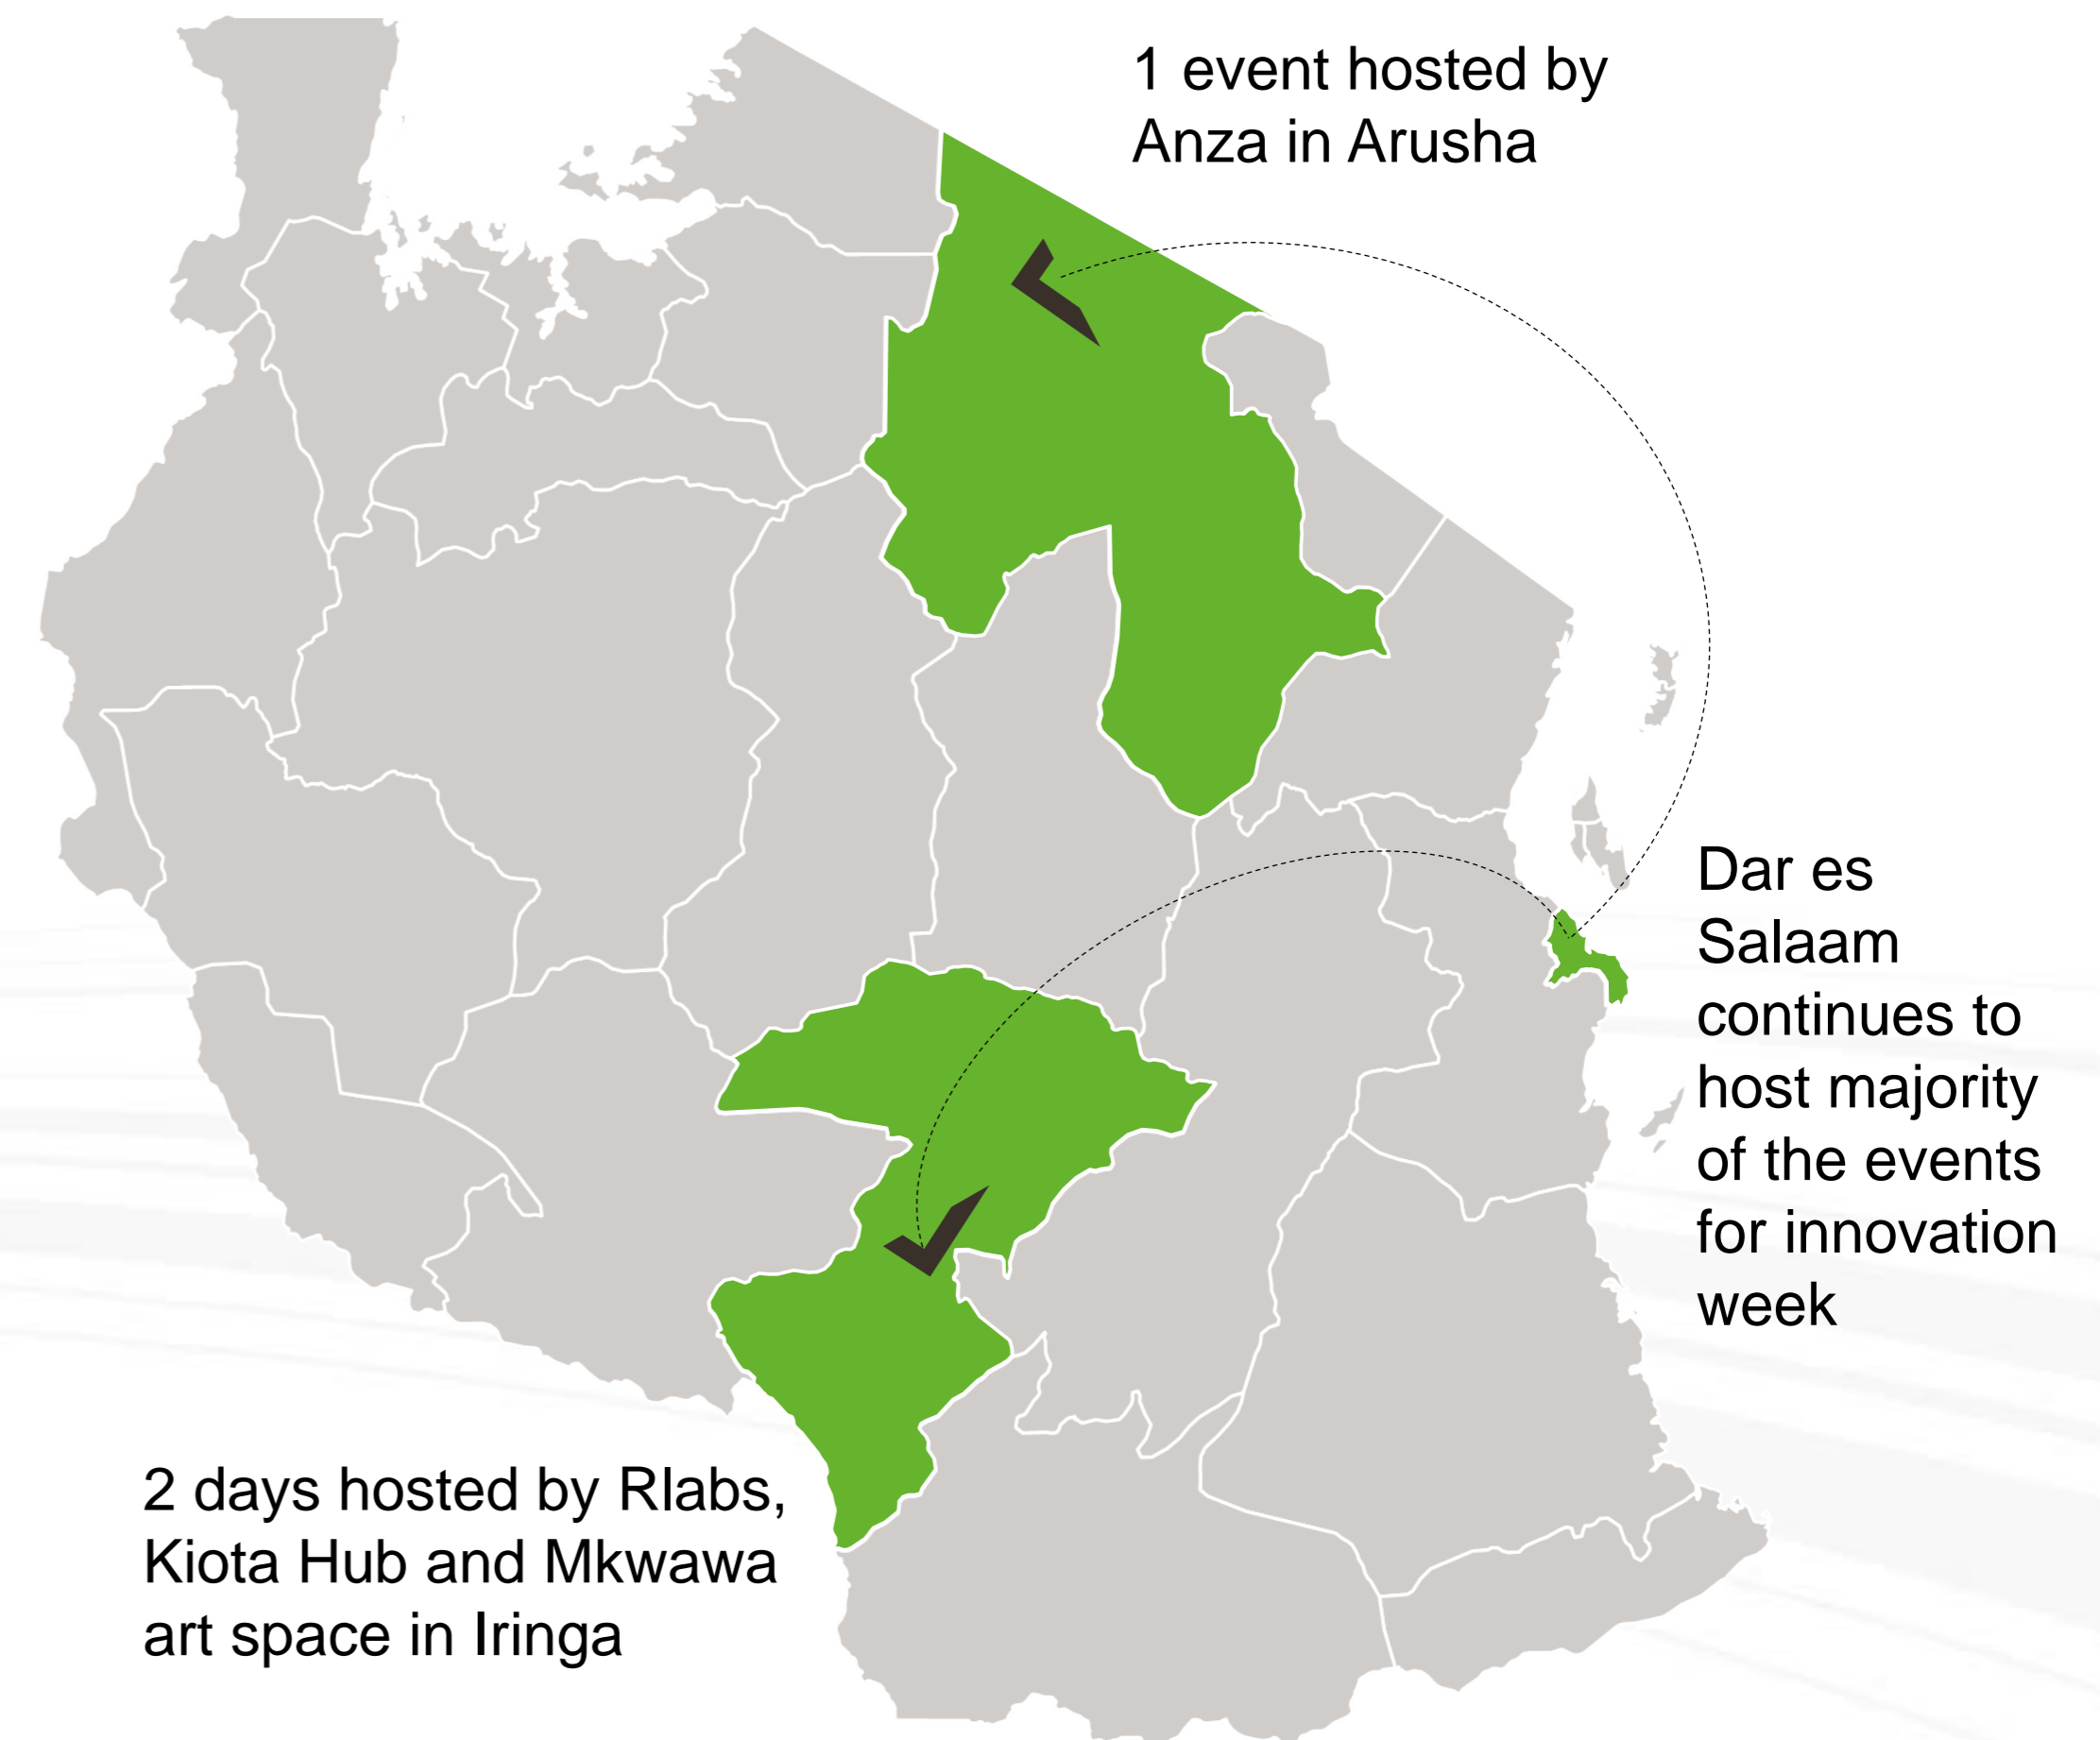 1 event hosted by
Anza in Arusha
Dar es
Salaam
continues to
host majority
of the events
for innovation
week
2 days hosted by Rlabs,
Kiota Hub and Mkwawa
art space in Iringa